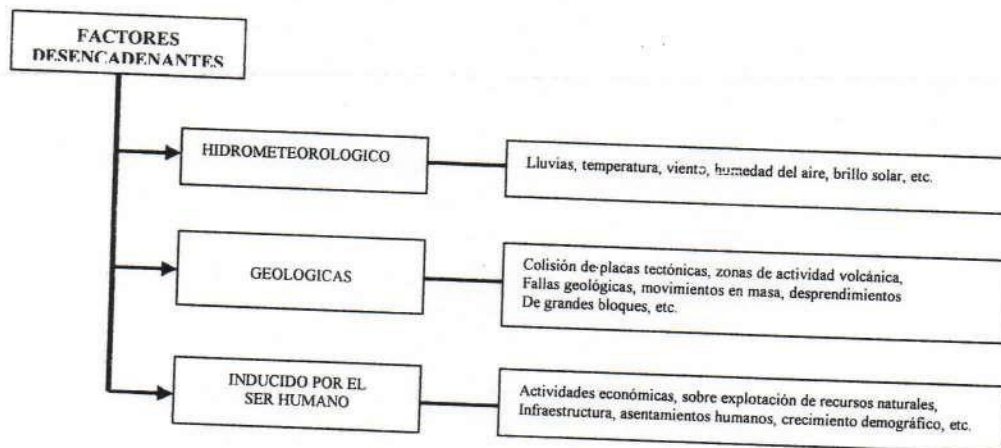 FACTORES
DESENCADENANTES
HIDROMETEOROLOGICO
Lluvias, temperatura, viento, humedad del aire, brillo solar, etc.
GEOLOGICAS
Colisión de placas tectónicas, zonas de actividad volcánica,
Fallas geológicas, movimientos en masa, desprendimientos
De grandes bloques, etc.
INDUCIDO POR EL
SER HUMANO
Actividades económicas, sobre explotación de recursos naturales,
Infraestructura, asentamientos humanos, crecimiento demográfico, etc.